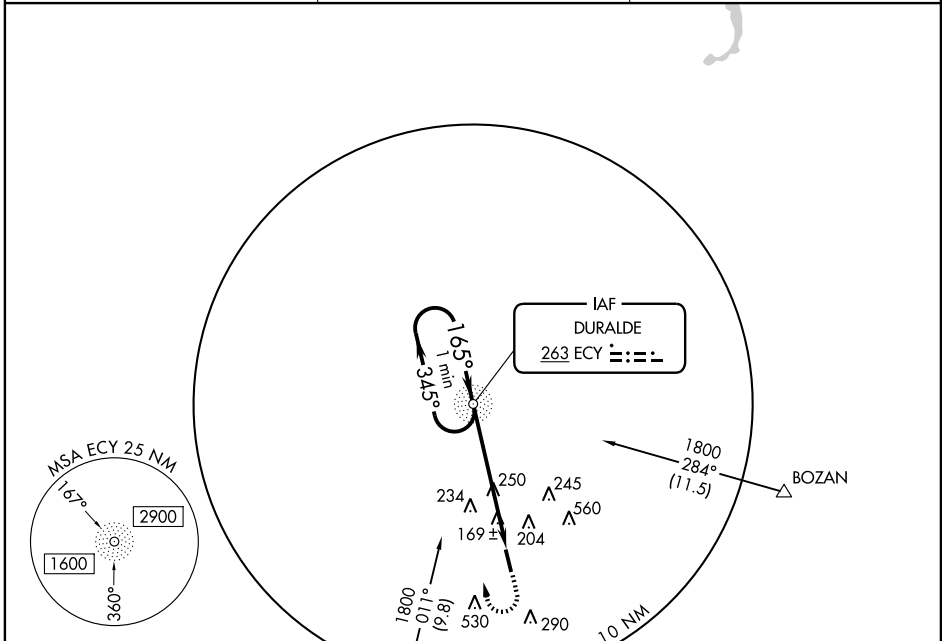 IAF
DURALDE
263 ECY
165°
1 min
345°
1800
284°
(11.5)
BOZAN
MSA ECY 25 NM
167°
2900
1600
360°
250
245
234
560
169 ±
204
1800
011°
(9.8)
530
290
10 NM